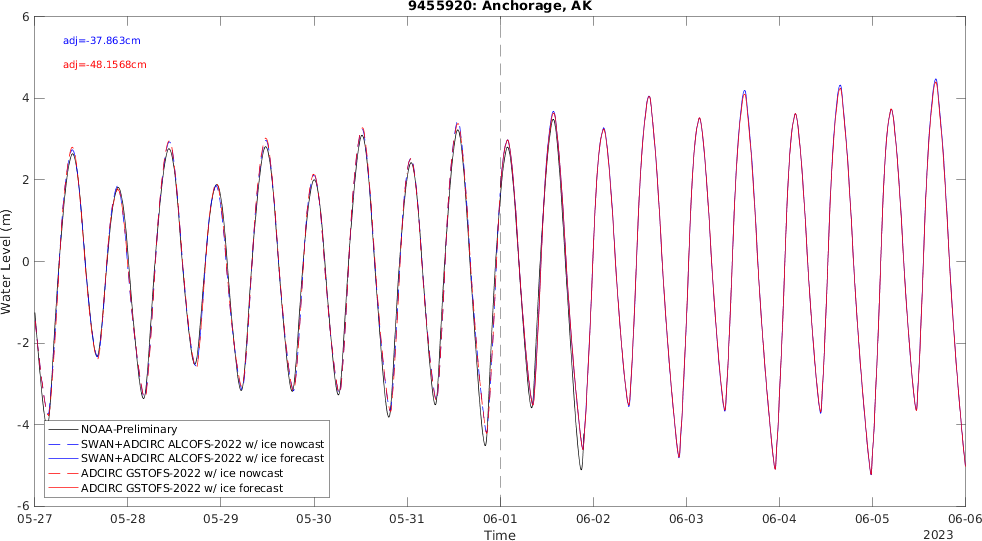 9455920: Anchorage, AK
adj=-37.863cm
adj=-48.1568cm
Water Level (m)
6
4
2
0
-2
-4
-6
NOAA-Preliminary
SWAN+ADCIRC ALCOFS-2022 w/ ice nowcast
SWAN+ADCIRC ALCOFS-2022 w/ ice forecast
ADCIRC GSTOFS-2022 w/ ice nowcast
ADCIRC GSTOFS-2022 w/ ice forecast
05-27 05-28 05-29 05-30 05-31 06-01 06-02 06-03 06-04 06-05 06-06
Time
2023